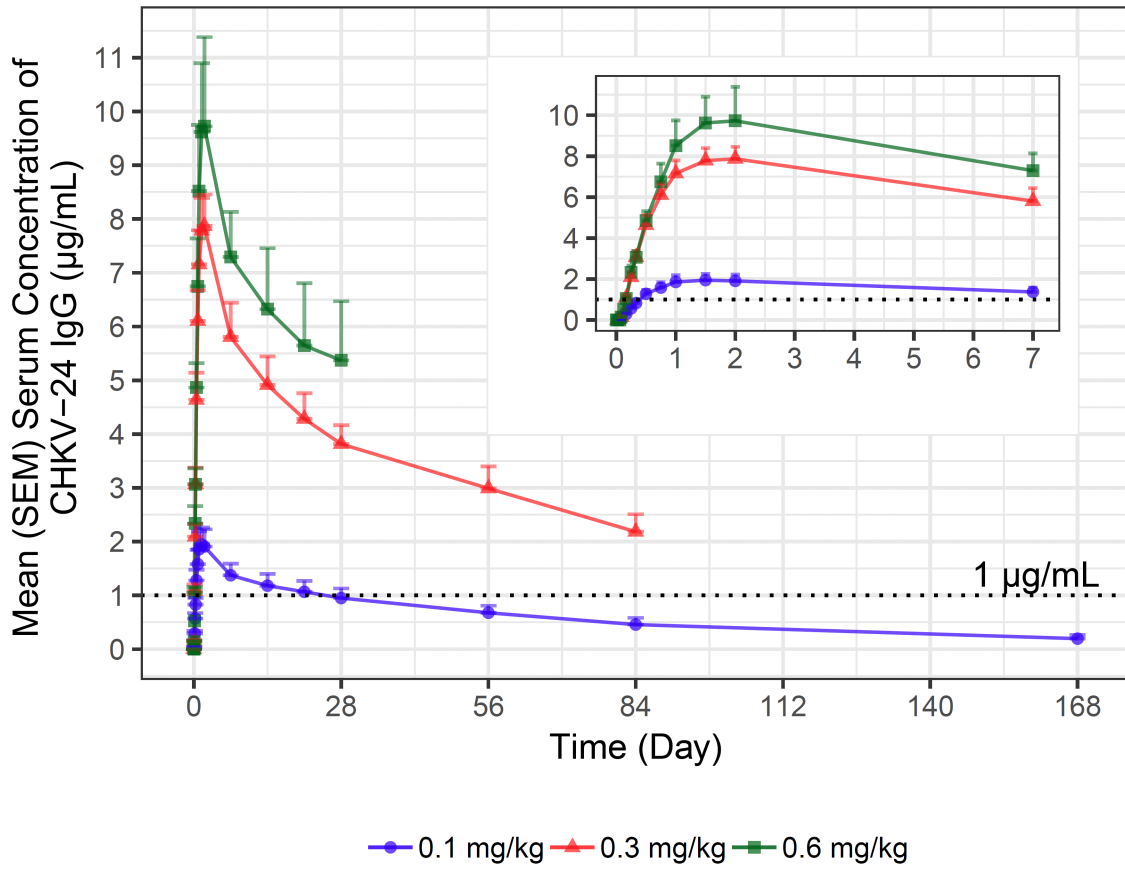 Mean (SEM) Serum Concentration of
CHKV−24 IgG (µg/mL)
11
10
9
8
7
6
5
4
3
2
1
0
10
8
6
4
2
0
0 1 2 3 4 5 6 7
1 µg/mL
0 28 56 84 112 140 168
Time (Day)
0.1 mg/kg 0.3 mg/kg 0.6 mg/kg